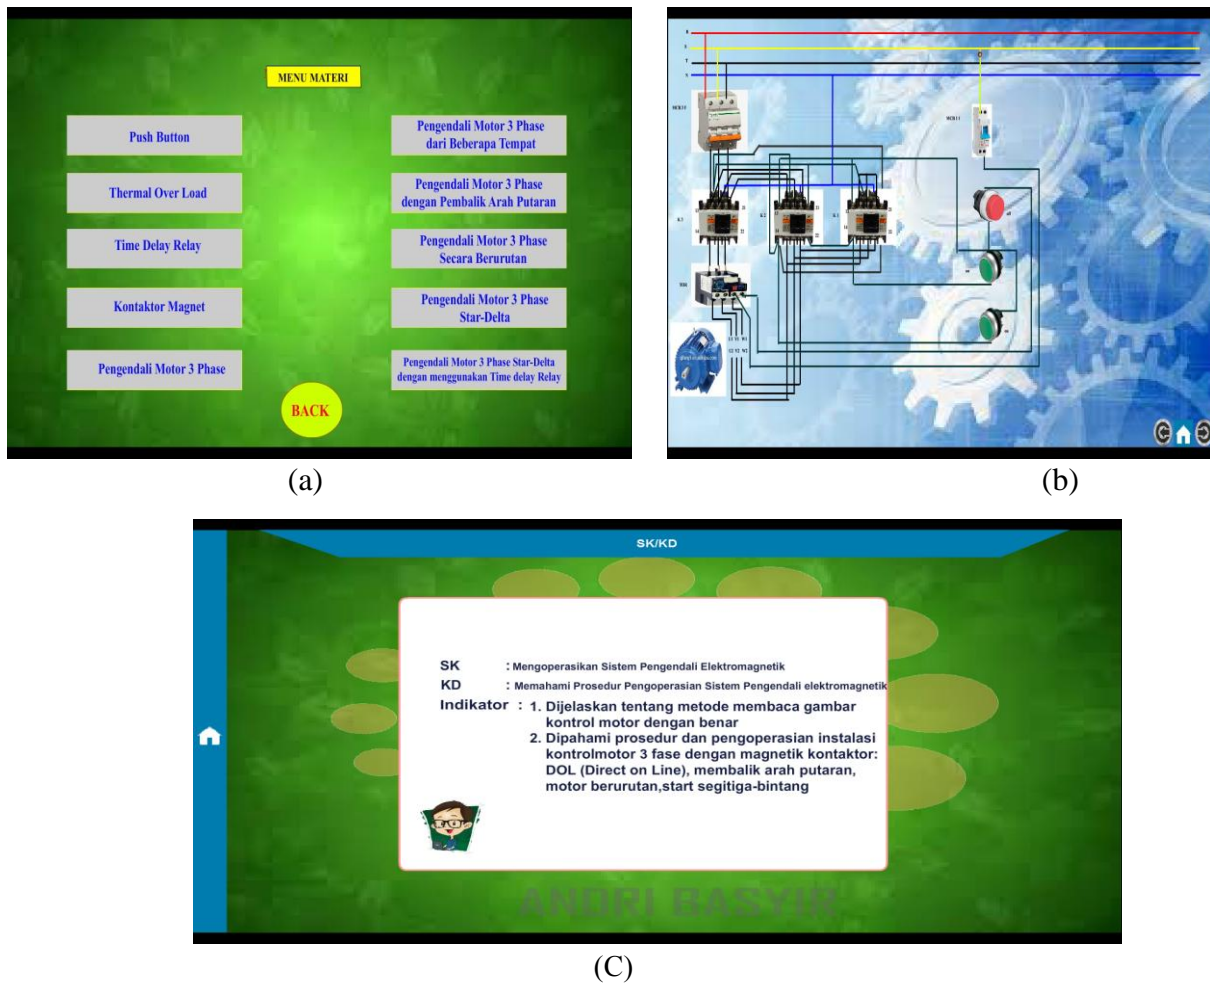 MENU MATERI
Push Button
Thermal Over Load
Time Delay Relay
Kontaktor Magnet
Pengendali Motor 3 Phase
Pengendali Motor 3 Phase
dari Beberapa Tempat
Pengendali Motor 3 Phase
dengan Pembalik Arah Putaran
Pengendali Motor 3 Phase
Secara Berurutan
Pengendali Motor 3 Phase
Star-Delta
Pengendali Motor 3 Phase Star-Delta
dengan menggunakan Time delay Relay
BACK
(a)
(b)
SK/KD
SK : Mengoperasikan Sistem Pengendali Elektromagnetik
KD : Memahami Prosedur Pengoperasian Sistem Pengendali elektromagnetik
Indikator : 1. Dijelaskan tentang metode membaca gambar
kontrol motor dengan benar
2. Dipahami prosedur dan pengoperasian instalasi
kontrolmotor 3 fase dengan magnetik kontaktor:
DOL (Direct on Line), membalik arah putaran,
motor berurutan,start segitiga-bintang
ANDRI BASYIR
(C)